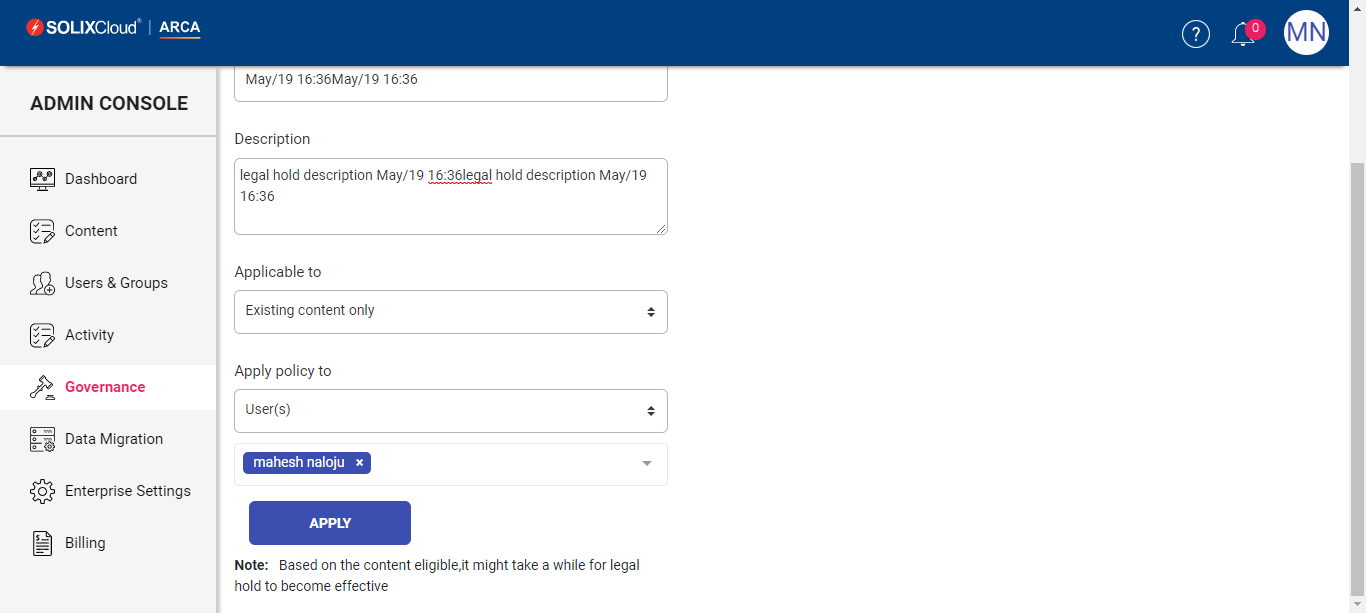 SOLIXCloud® | ARCA
? 0 MN
ADMIN CONSOLE
Dashboard
Content
Users & Groups
Activity
Governance
Data Migration
Enterprise Settings
Billing
May/19 16:36May/19 16:36
Description
legal hold description May/19 16:36legal hold description May/19
16:36
Applicable to
Existing content only
Apply policy to
User(s)
mahesh naloju ×
APPLY
Note: Based on the content eligible,it might take a while for legal
hold to become effective